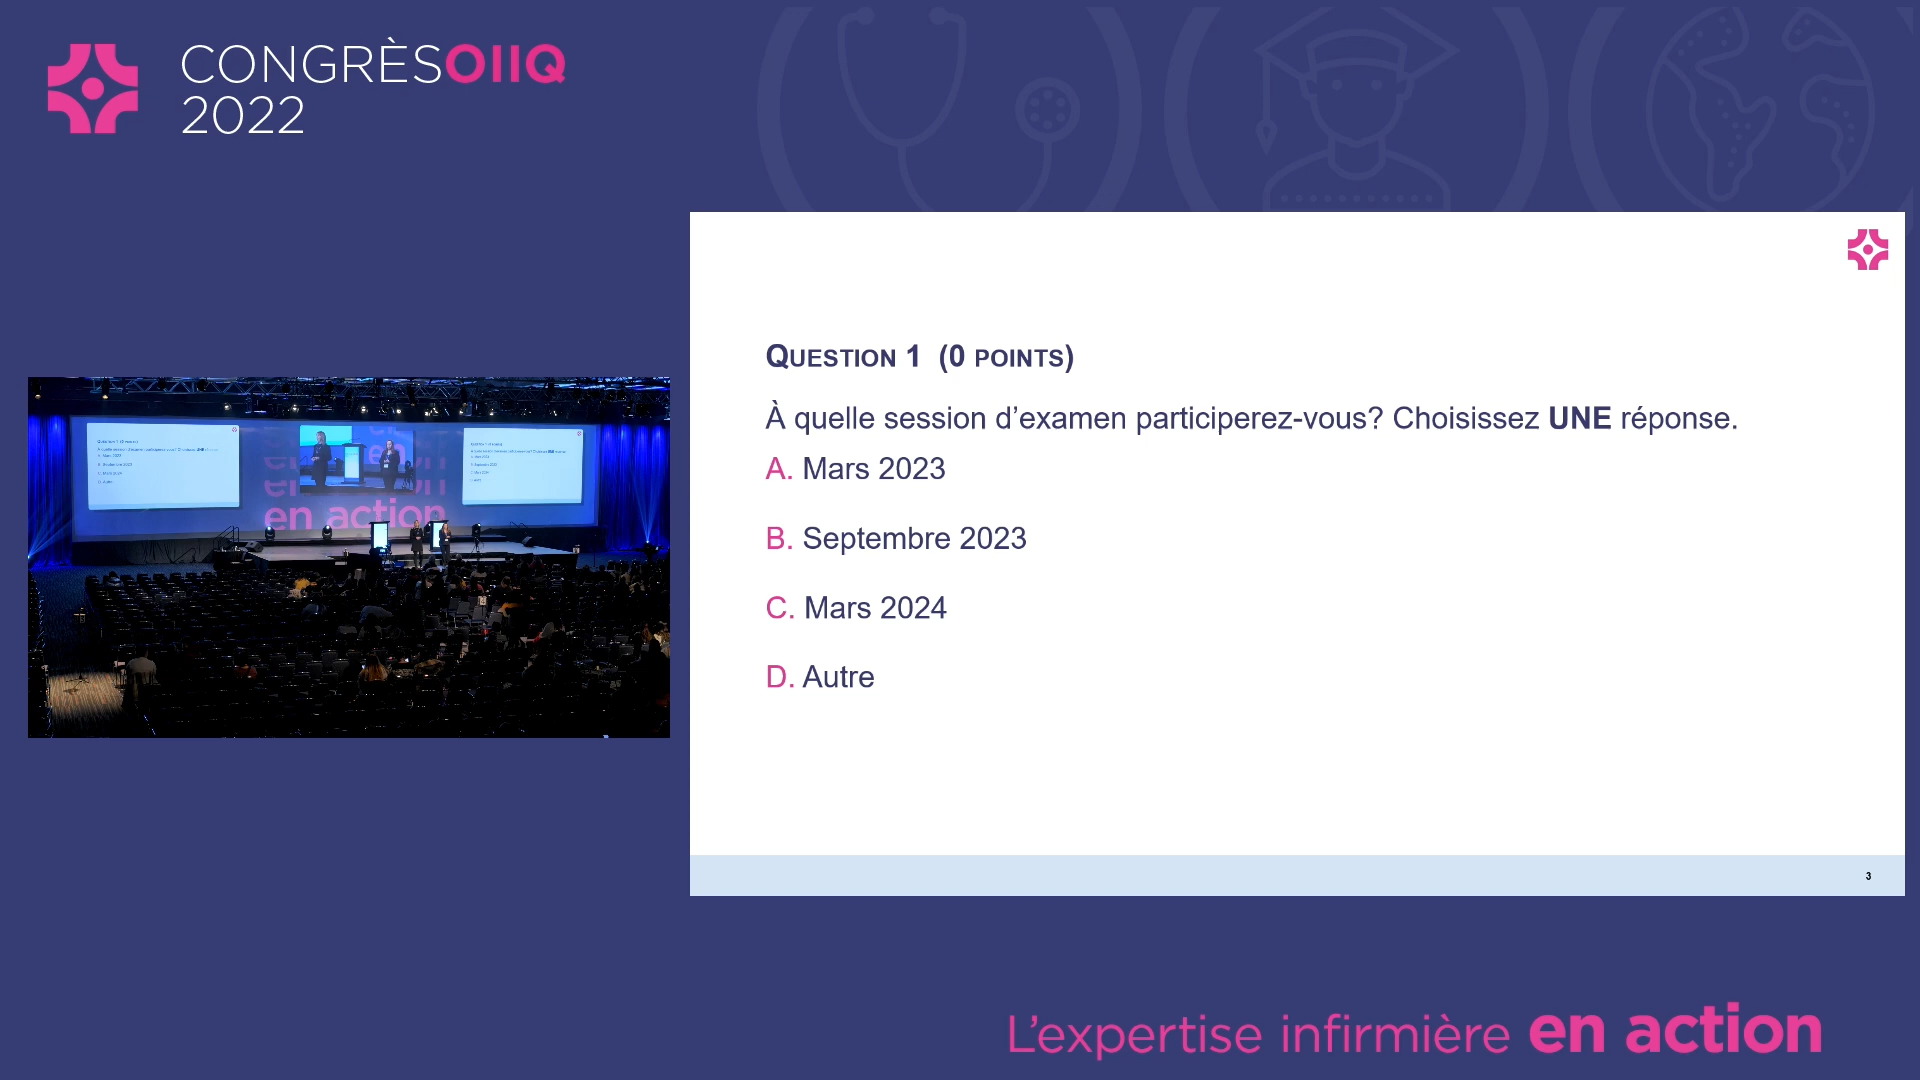 CONGRÈSOIIQ
2022
QUESTION 1 (0 POINTS)
À quelle session d'examen participerez-vous? Choisissez UNE réponse.
A. Mars 2023
B. Septembre 2023
C. Mars 2024
D. Autre
en action
3
L'expertise infirmière en action